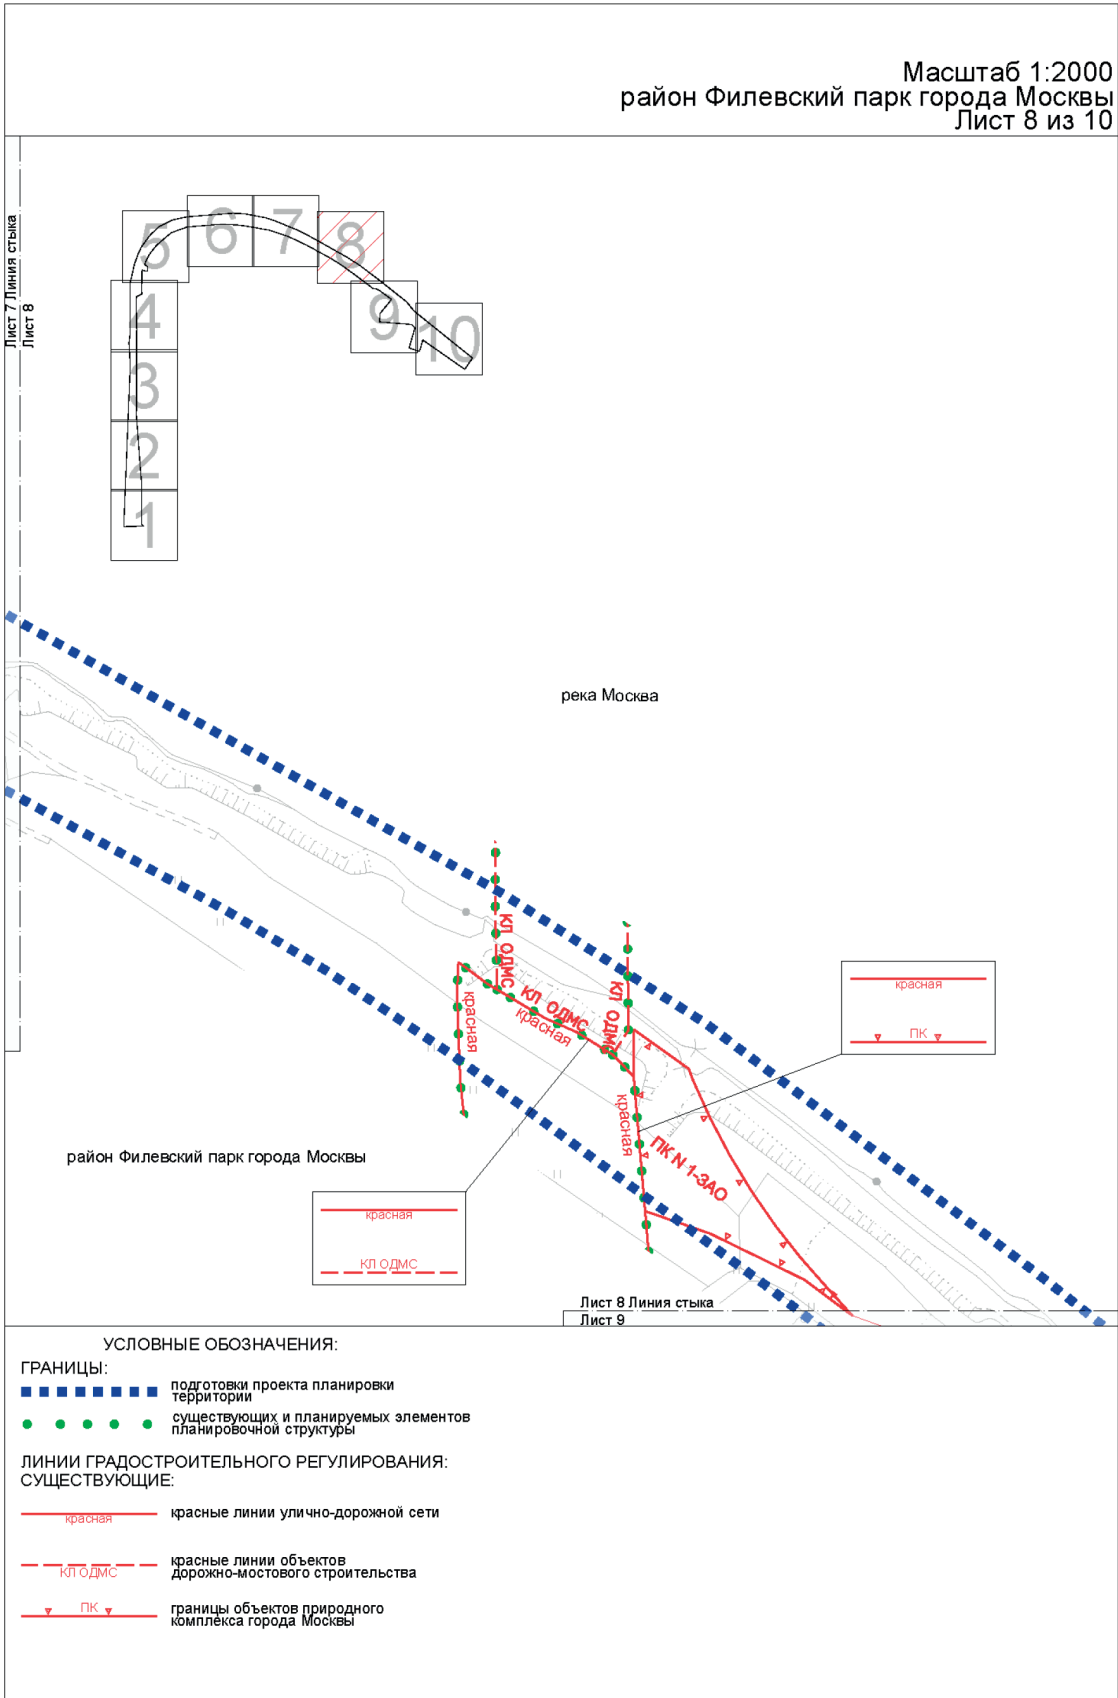 Масштаб 1:2000
район Филевский парк города Москвы
Лист 8 из 10
Лист 7 Линия стыка
Лист 8
5
6
7
8
4
9
10
3
2
1
река Москва
КЛ ОДМС
КЛ ОДМС
КЛ ОДМС
красная
красная
красная
ПК N 1-ЗАО
красная
ПК
район Филевский парк города Москвы
красная
КЛ ОДМС
Лист 8 Линия стыка
Лист 9
УСЛОВНЫЕ ОБОЗНАЧЕНИЯ:
ГРАНИЦЫ:
подготовки проекта планировки
территории
существующих и планируемых элементов
планировочной структуры
ЛИНИИ ГРАДОСТРОИТЕЛЬНОГО РЕГУЛИРОВАНИЯ:
СУЩЕСТВУЮЩИЕ:
красная
красные линии улично-дорожной сети
КЛ ОДМС
красные линии объектов
дорожно-мостового строительства
ПК
границы объектов природного
комплекса города Москвы